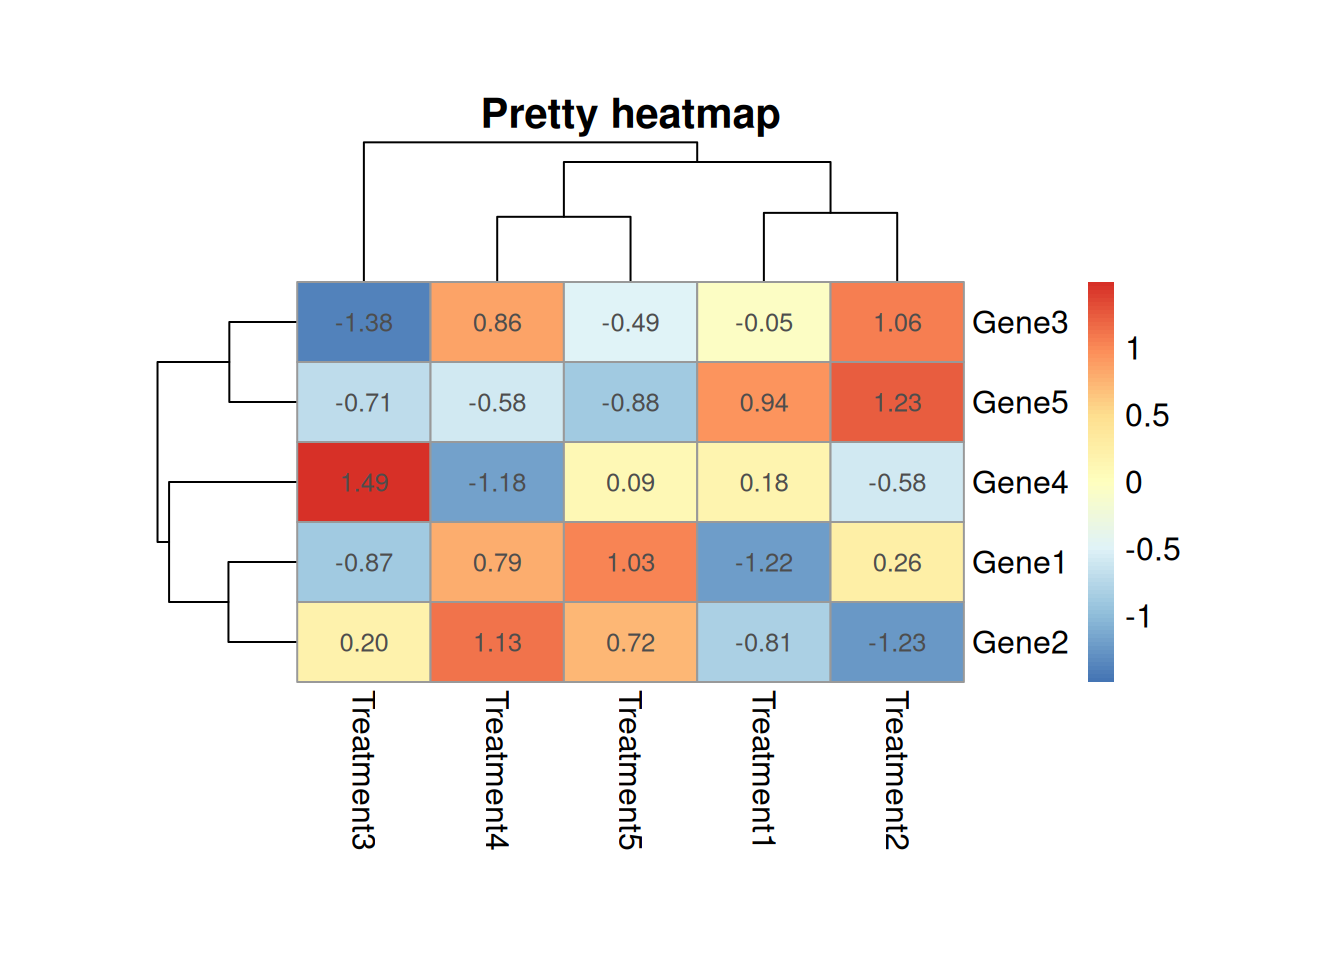 Pretty heatmap
-1.38 0.86 -0.49 -0.05 1.06 Gene3
-0.71 -0.58 -0.88 0.94 1.23 Gene5
1.49 -1.18 0.09 0.18 -0.58 Gene4
-0.87 0.79 1.03 -1.22 0.26 Gene1
0.20 1.13 0.72 -0.81 -1.23 Gene2
Treatment3
Treatment4
Treatment5
Treatment1
Treatment2
1
0.5
0
-0.5
-1